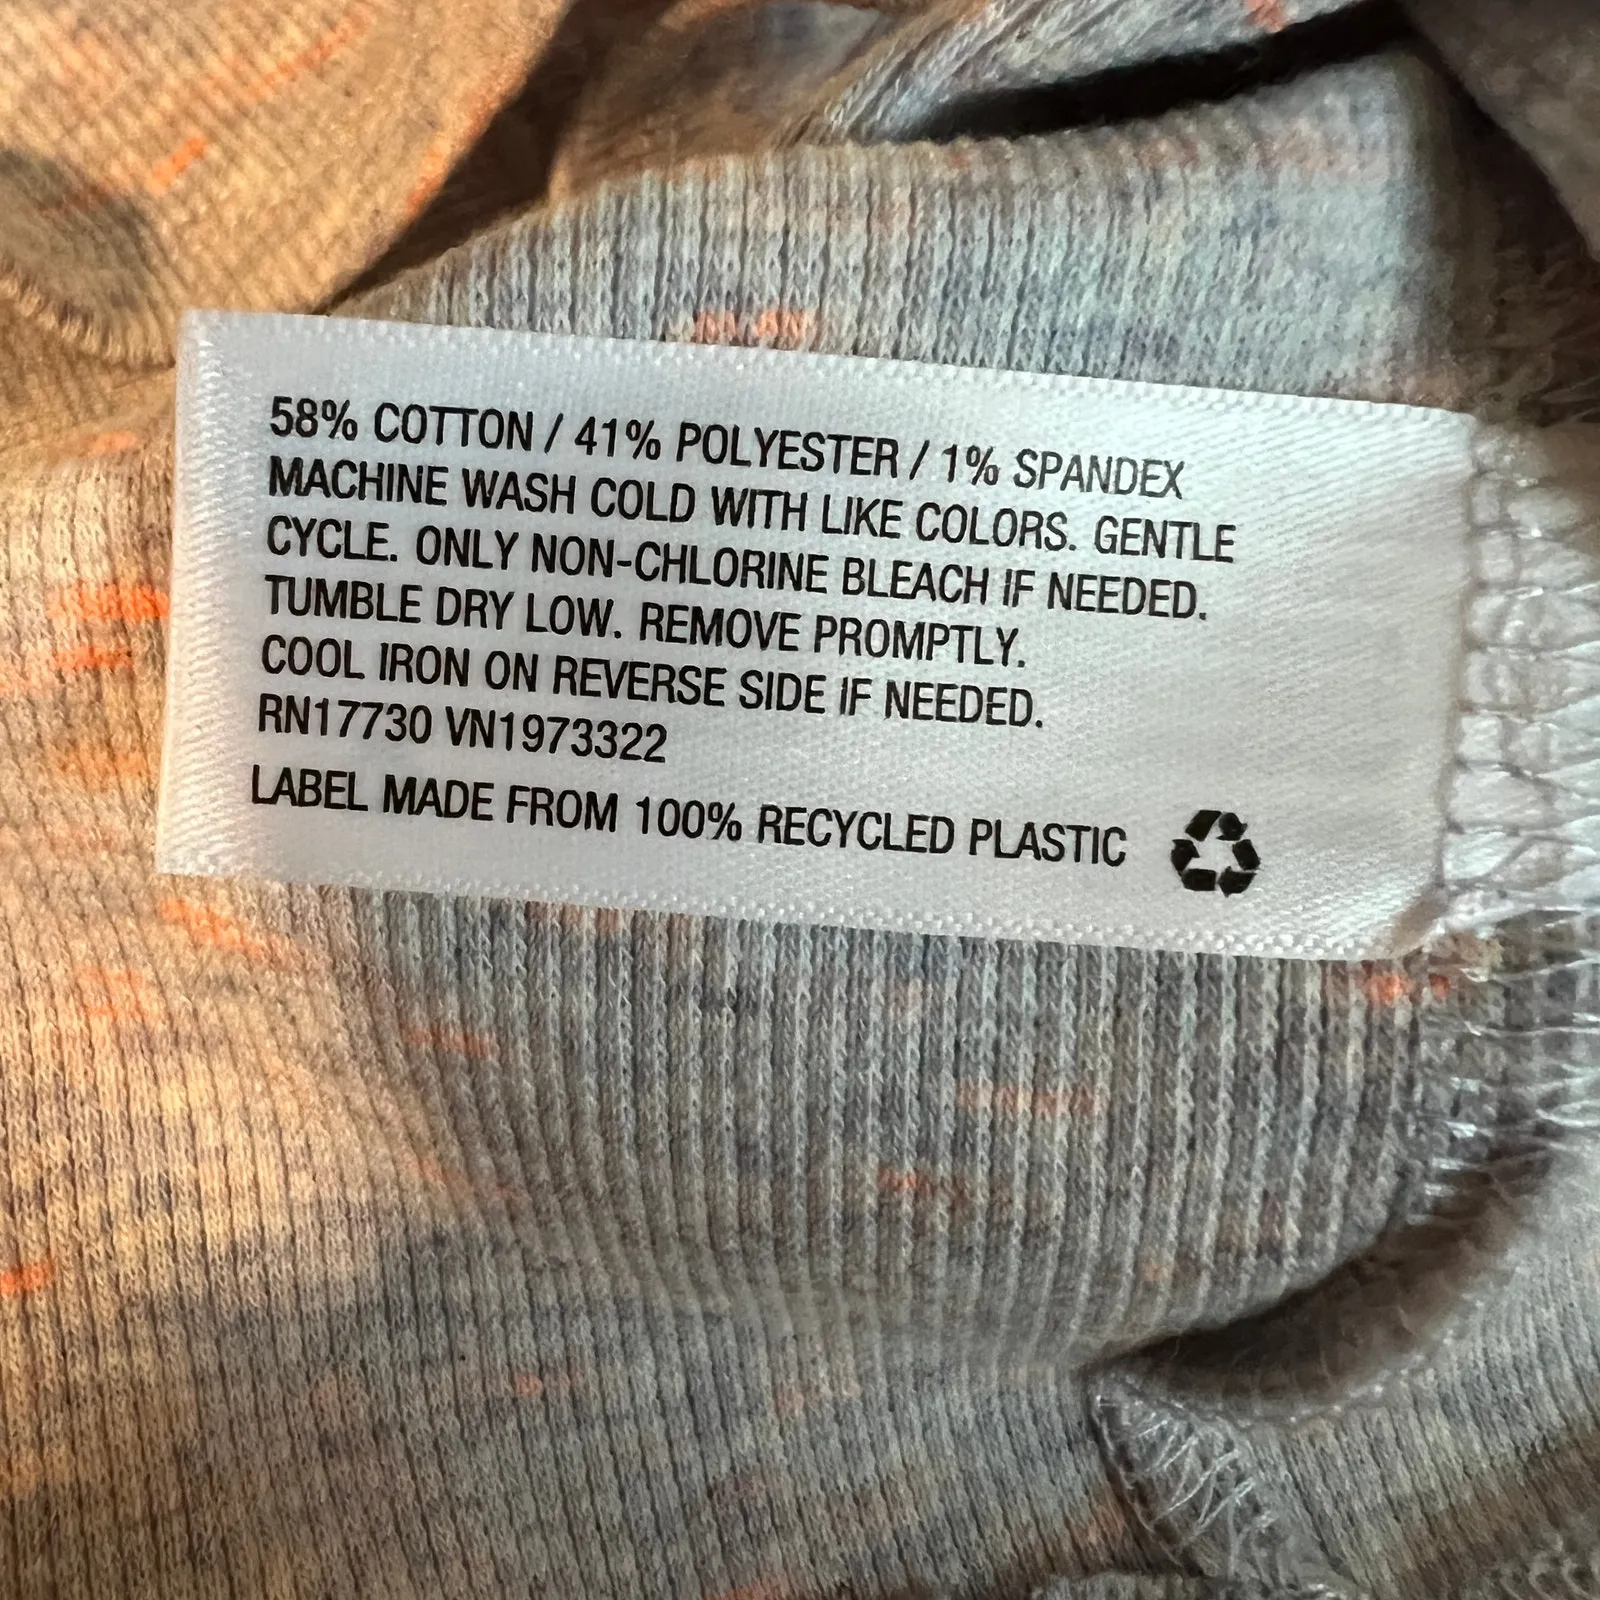 58% COTTON / 41% POLYESTER / 1% SPANDEX
MACHINE WASH COLD WITH LIKE COLORS. GENTLE
CYCLE. ONLY NON-CHLORINE BLEACH IF NEEDED.
TUMBLE DRY LOW. REMOVE PROMPTLY.
COOL IRON ON REVERSE SIDE IF NEEDED.
RN17730 VN1973322
LABEL MADE FROM 100% RECYCLED PLASTIC